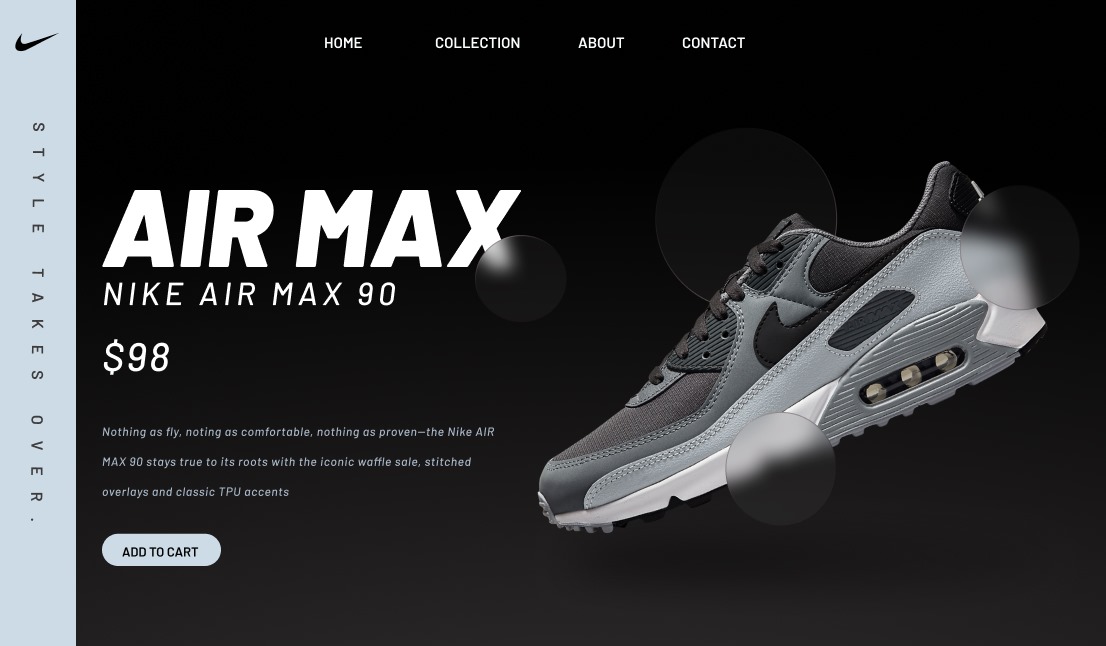 HOME COLLECTION ABOUT CONTACT
STYLE TAKES OVER.
AIR MAX
NIKE AIR MAX 90
$98
Nothing as fly, noting as comfortable, nothing as proven—the Nike AIR
MAX 90 stays true to its roots with the iconic waffle sale, stitched
overlays and classic TPU accents
ADD TO CART